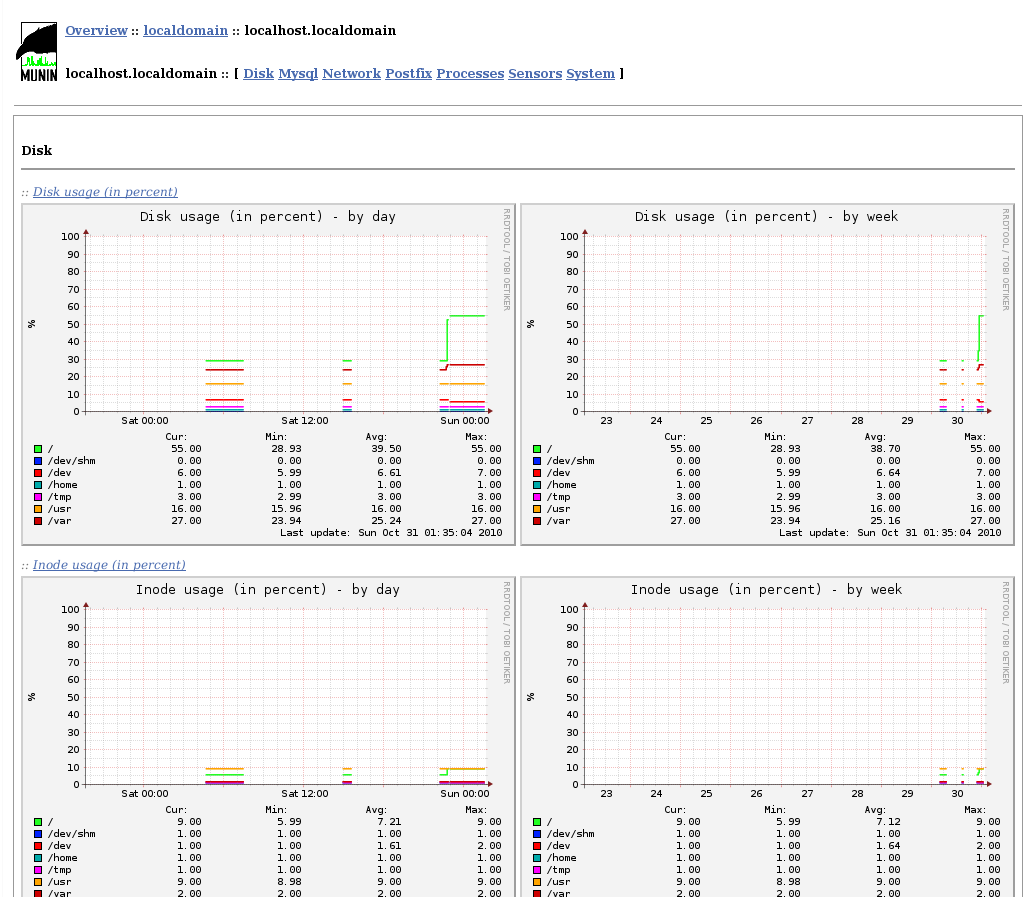 Overview :: localdomain :: localhost.localdomain
MUNIN
localhost.localdomain :: [ Disk Mysql Network Postfix Processes Sensors System ]
Disk
:: Disk usage (in percent)
Disk usage (in percent) - by day
RRDTOOL / TOBI OETIKER
%
100
90
80
70
60
50
40
30
20
10
0
Sat 00:00 Sat 12:00 Sun 00:00
Cur: Min: Avg: Max:
/ 55.00 28.93 39.50 55.00
/dev/shm 0.00 0.00 0.00 0.00
/dev 6.00 5.99 6.61 7.00
/home 1.00 1.00 1.00 1.00
/tmp 3.00 2.99 3.00 3.00
/usr 16.00 15.96 16.00 16.00
/var 27.00 23.94 25.24 27.00
Last update: Sun Oct 31 01:35:04 2010
Disk usage (in percent) - by week
RRDTOOL / TOBI OETIKER
%
100
90
80
70
60
50
40
30
20
10
0
23 24 25 26 27 28 29 30
Cur: Min: Avg: Max:
/ 55.00 28.93 38.70 55.00
/dev/shm 0.00 0.00 0.00 0.00
/dev 6.00 5.99 6.64 7.00
/home 1.00 1.00 1.00 1.00
/tmp 3.00 2.99 3.00 3.00
/usr 16.00 15.96 16.00 16.00
/var 27.00 23.94 25.16 27.00
Last update: Sun Oct 31 01:35:04 2010
:: Inode usage (in percent)
Inode usage (in percent) - by day
RRDTOOL / TOBI OETIKER
%
100
90
80
70
60
50
40
30
20
10
0
Sat 00:00 Sat 12:00 Sun 00:00
Cur: Min: Avg: Max:
/ 9.00 5.99 7.21 9.00
/dev/shm 1.00 1.00 1.00 1.00
/dev 1.00 1.00 1.61 2.00
/home 1.00 1.00 1.00 1.00
/tmp 1.00 1.00 1.00 1.00
/usr 9.00 8.98 9.00 9.00
/var 2.00 2.00 2.00 2.00
Inode usage (in percent) - by week
RRDTOOL / TOBI OETIKER
%
100
90
80
70
60
50
40
30
20
10
0
23 24 25 26 27 28 29 30
Cur: Min: Avg: Max:
/ 9.00 5.99 7.12 9.00
/dev/shm 1.00 1.00 1.00 1.00
/dev 1.00 1.00 1.64 2.00
/home 1.00 1.00 1.00 1.00
/tmp 1.00 1.00 1.00 1.00
/usr 9.00 8.98 9.00 9.00
/var 2.00 2.00 2.00 2.00